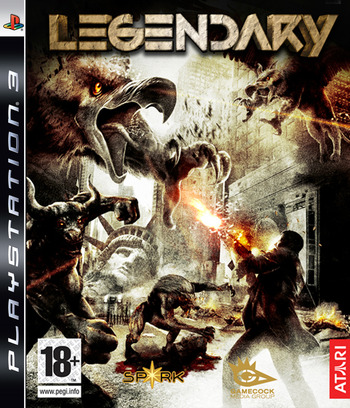 LEGENDARY
PLAYSTATION 3
18+
www.pegi.info
SPARK
GAMECOCK
MEDIA GROUP
ATARI